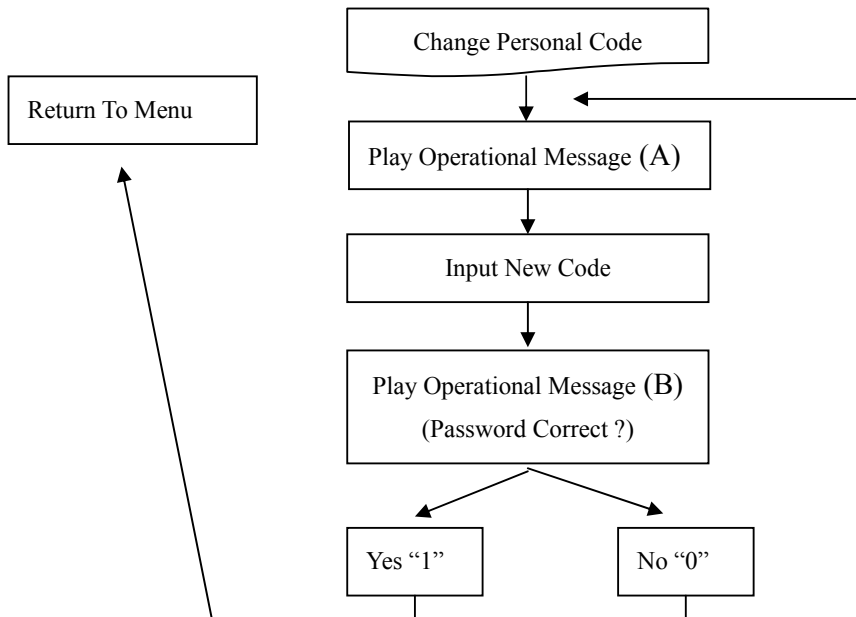 Change Personal Code
Return To Menu
Play Operational Message (A)
Input New Code
Play Operational Message (B)
(Password Correct ?)
Yes “1”
No “0”